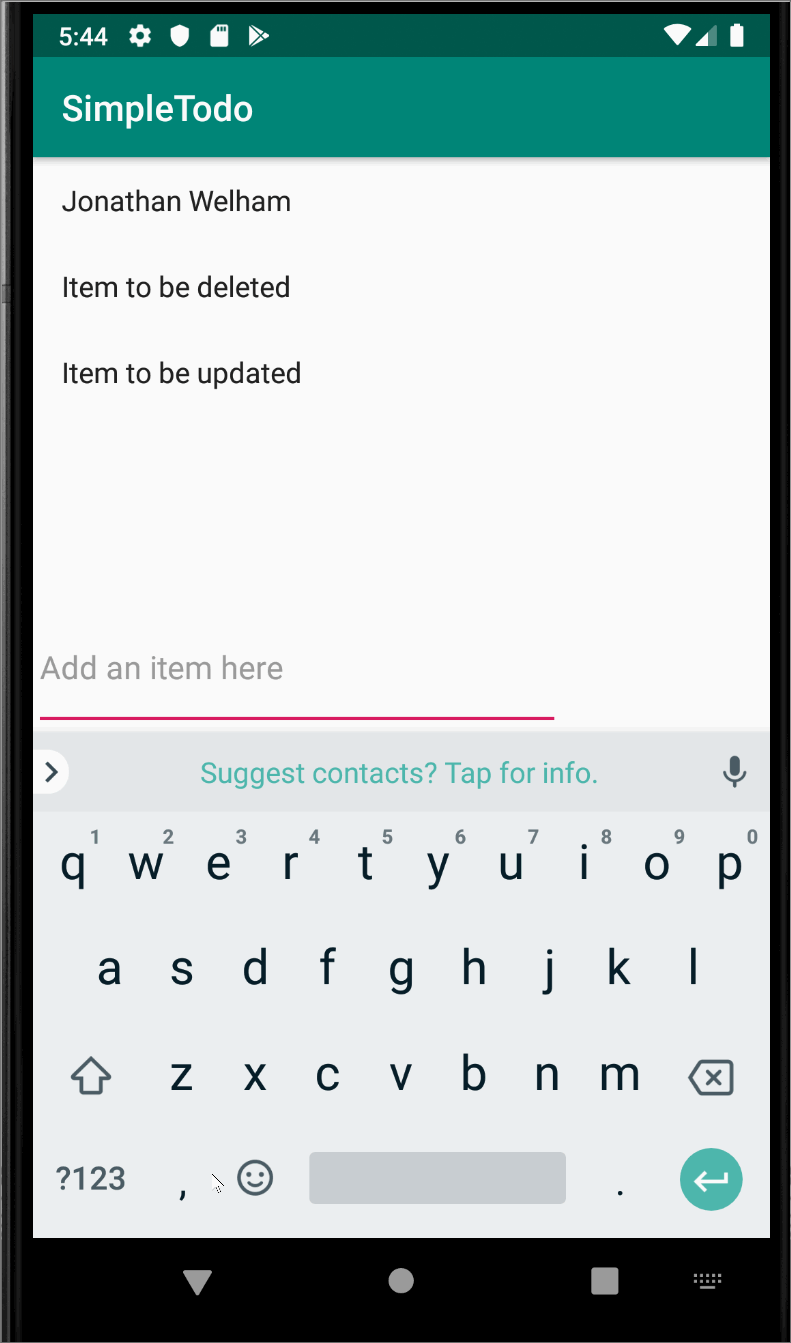 5:44
SimpleTodo
Jonathan Welham
Item to be deleted
Item to be updated
Add an item here
Suggest contacts? Tap for info.
1 2 3 4 5 6 7 8 9 0
q w e r t y u i o p
a s d f g h j k l
z x c v b n m
?123 , .